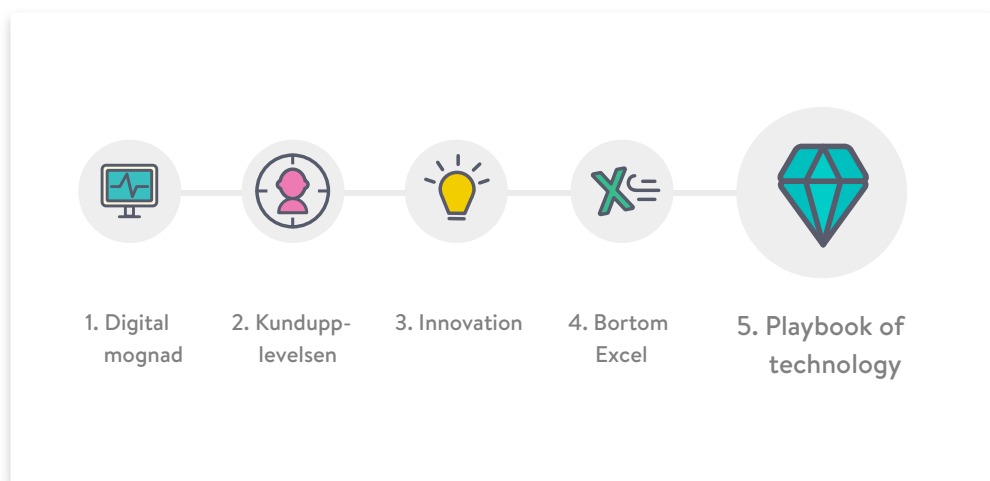 1. Digital
mognad
2. Kundupp-
levelsen
3. Innovation
4. Bortom
Excel
5. Playbook of
technology